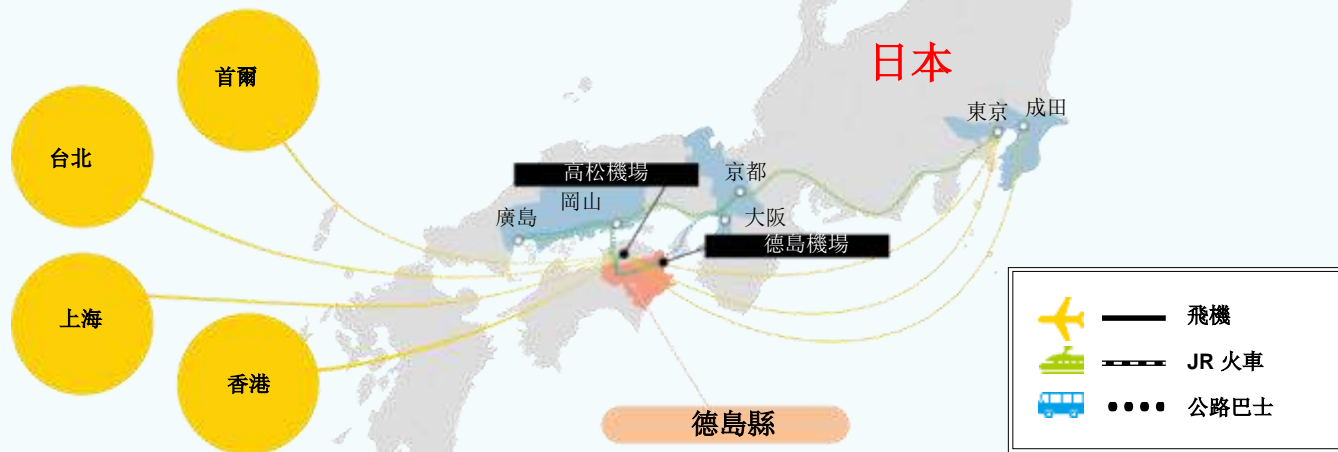 日本
首爾
台北
上海
香港
東京
成田
高松機場
京都
岡山
廣島
大阪
德島機場
德島縣
飛機
JR 火車
公路巴士